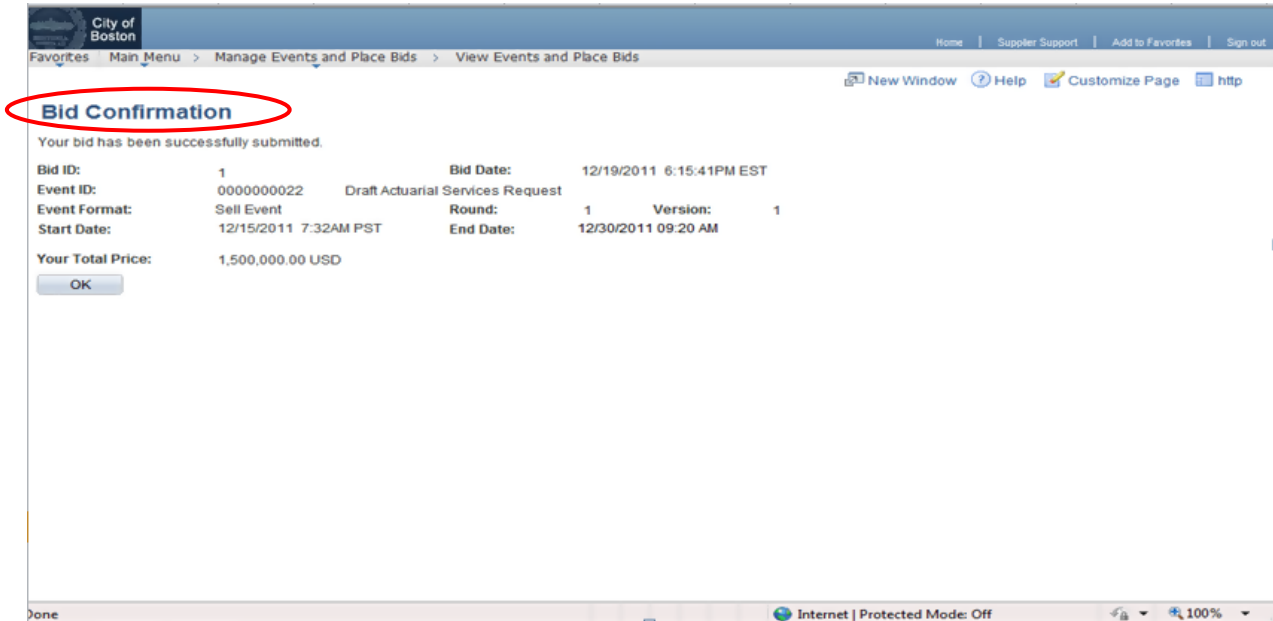 City of
Boston
Home | Supplier Support | Add to Favorites | Sign out
Favorites Main Menu > Manage Events and Place Bids > View Events and Place Bids
New Window Help Customize Page http
Bid Confirmation
Your bid has been successfully submitted.
Bid ID: 1 Bid Date: 12/19/2011 6:15:41PM EST
Event ID: 0000000022 Draft Actuarial Services Request
Event Format: Sell Event Round: 1 Version: 1
Start Date: 12/15/2011 7:32AM PST End Date: 12/30/2011 09:20 AM
Your Total Price: 1,500,000.00 USD
OK
Done Internet | Protected Mode: Off 100%